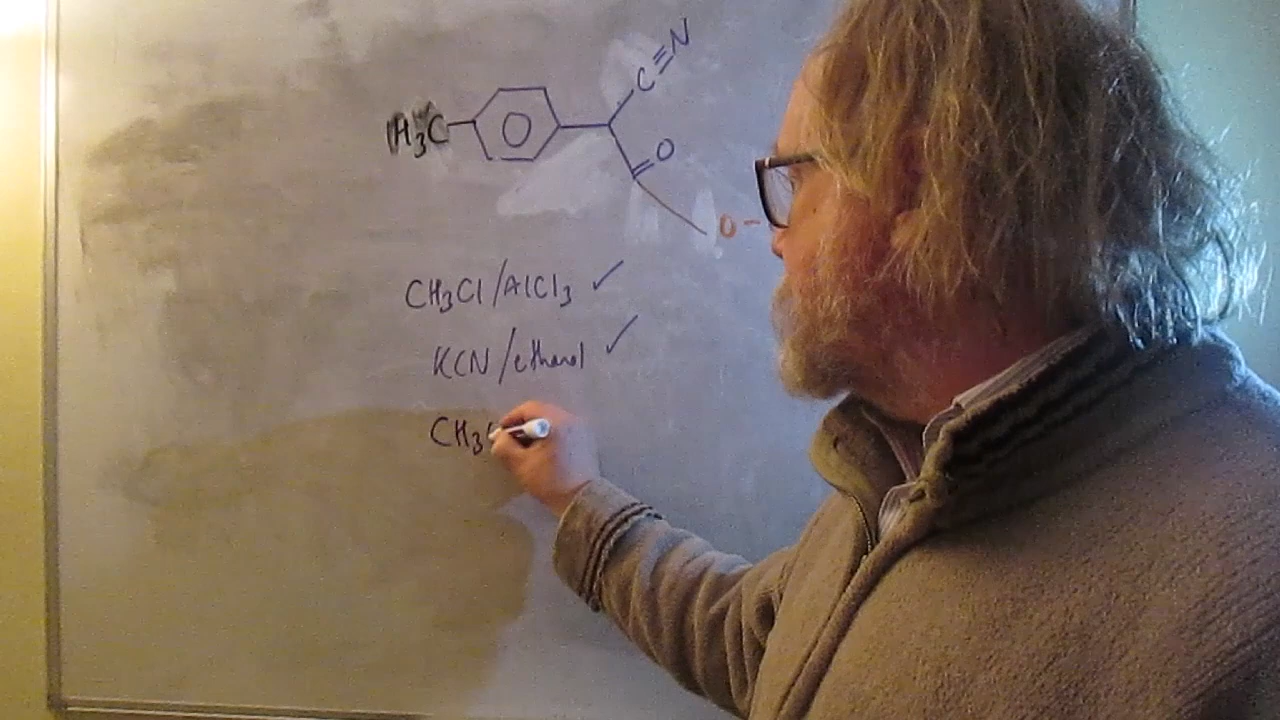 C≡N
H₃C
O
O-
CH₃Cl/AlCl₃ ✓
KCN/ethanol ✓
CH₃